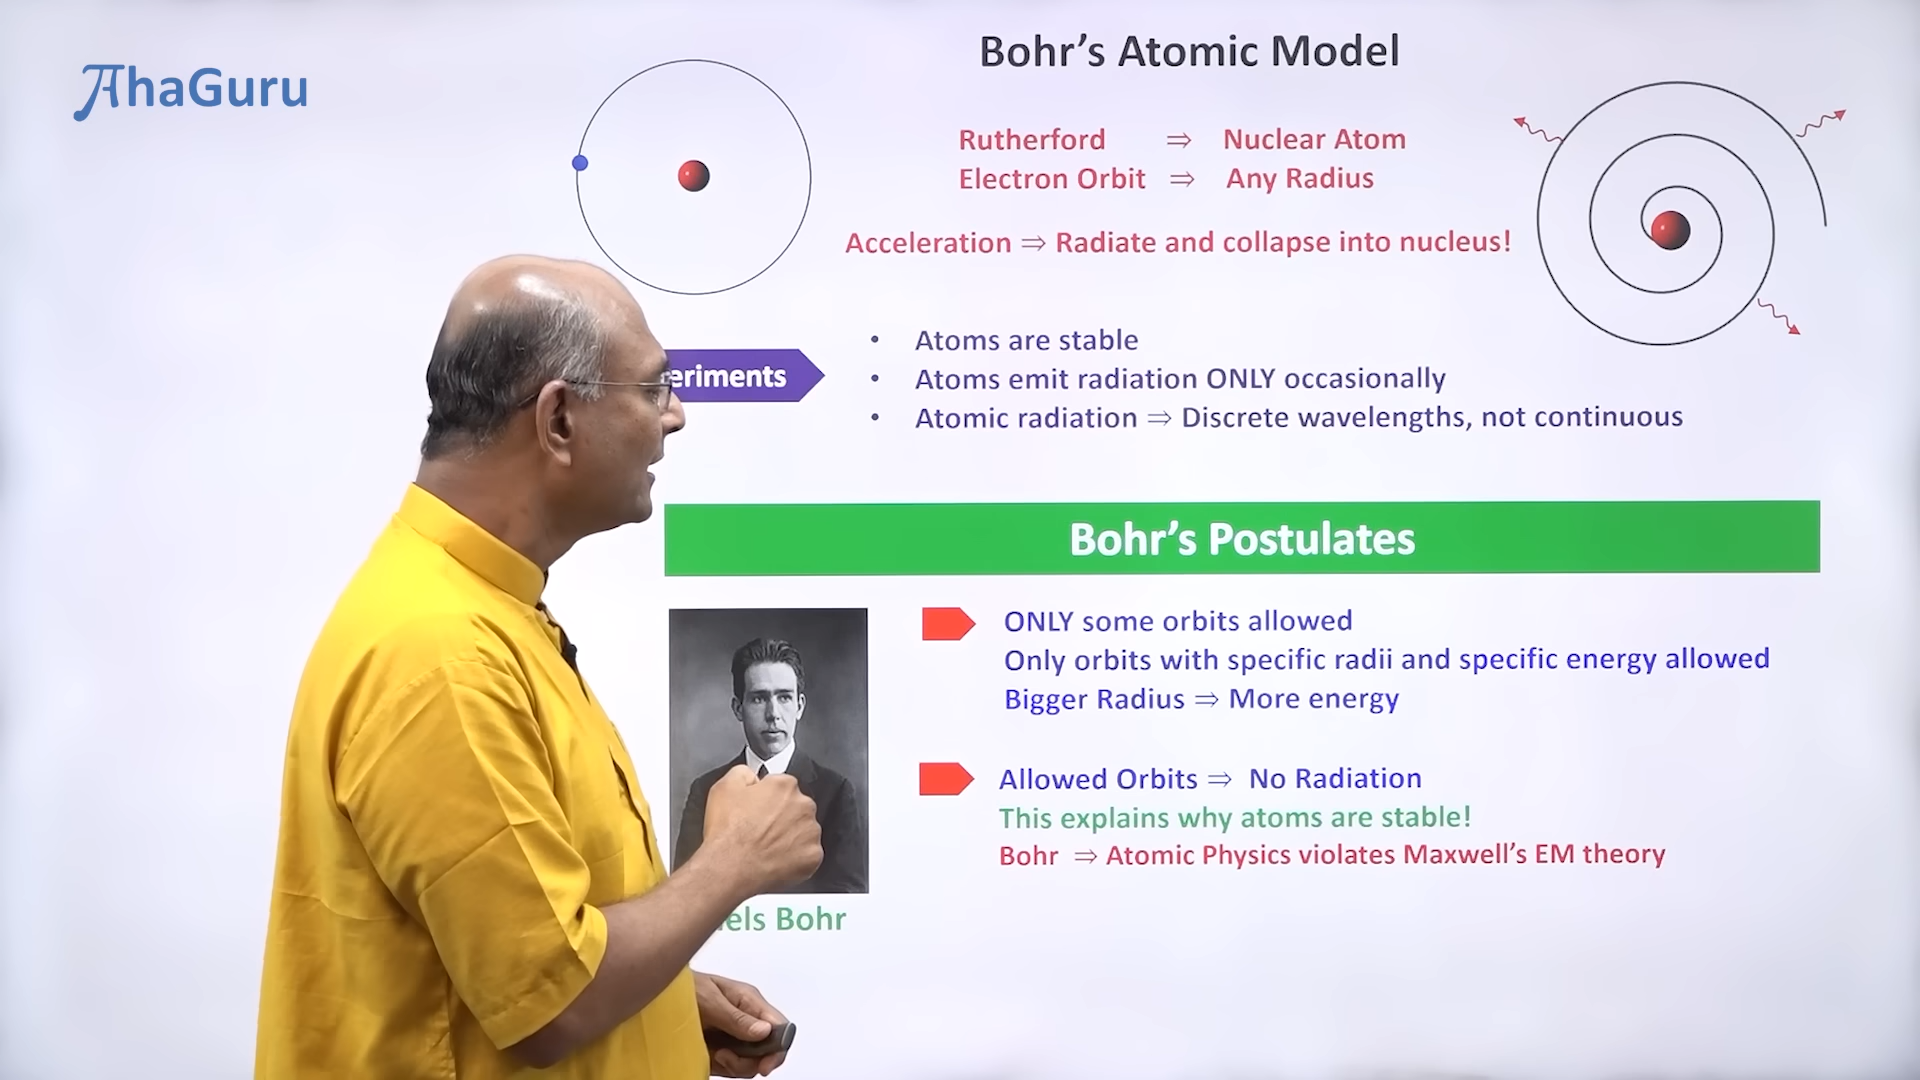 AhaGuru
Bohr’s Atomic Model
Rutherford ⇒ Nuclear Atom
Electron Orbit ⇒ Any Radius
Acceleration ⇒ Radiate and collapse into nucleus!
eriments
• Atoms are stable
• Atoms emit radiation ONLY occasionally
• Atomic radiation ⇒ Discrete wavelengths, not continuous
Bohr’s Postulates
ONLY some orbits allowed
Only orbits with specific radii and specific energy allowed
Bigger Radius ⇒ More energy
Allowed Orbits ⇒ No Radiation
This explains why atoms are stable!
Bohr ⇒ Atomic Physics violates Maxwell’s EM theory
els Bohr